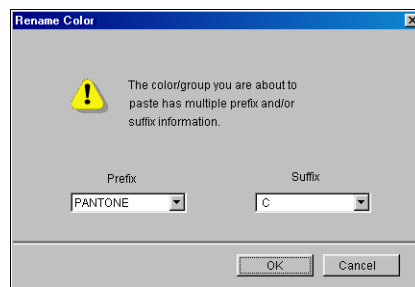 Rename Color
The color/group you are about to
paste has multiple prefix and/or
suffix information.
Prefix
Suffix
PANTONE
C
OK
Cancel